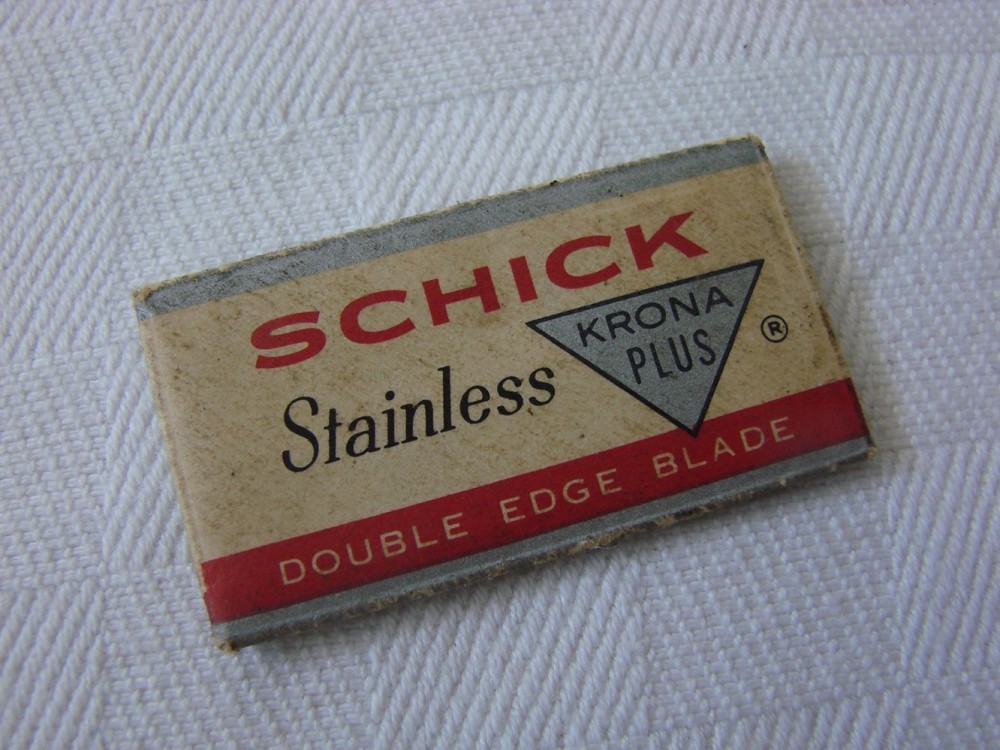 SCHICK
Stainless
KRONA
PLUS
®
DOUBLE EDGE BLADE